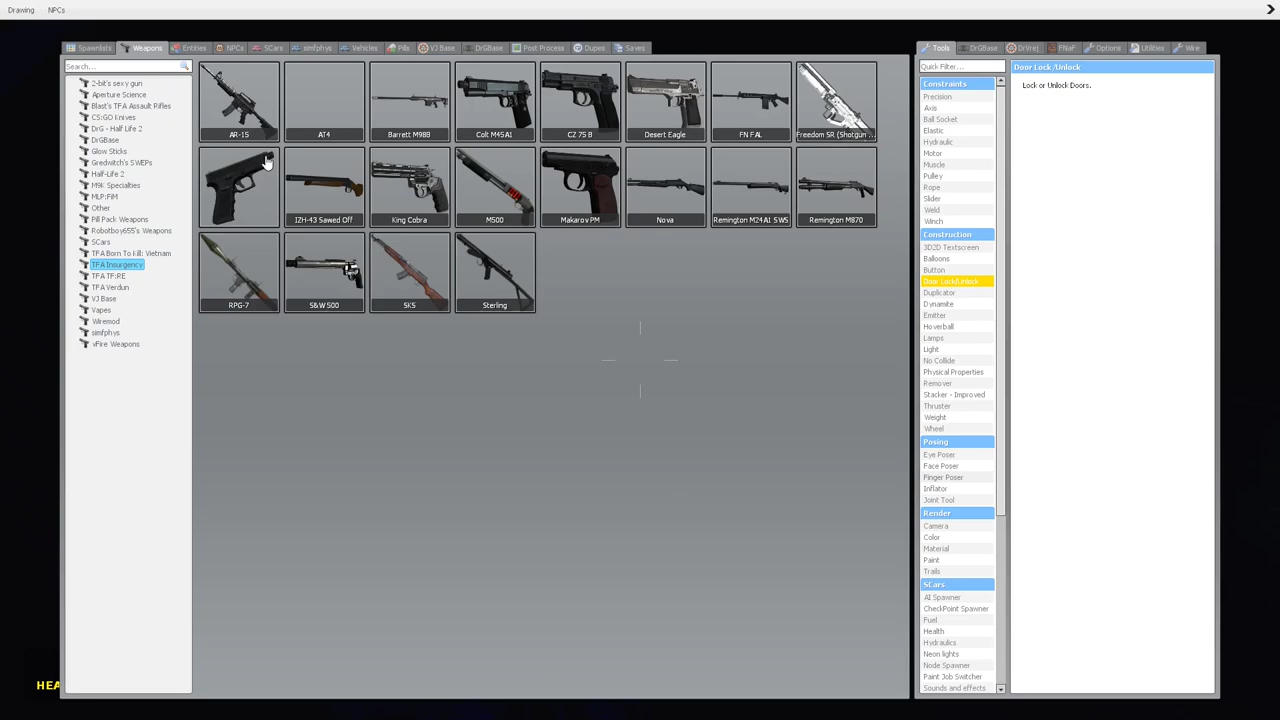 Drawing NPCs
Spawnlists Weapons Entities NPCs SCars simfphys Vehicles Pills VJ Base DrGBase Post Process Dupes Saves
Search...
2-bit's sexy gun
Aperture Science
Blast's TFA Assault Rifles
CS:GO Knives
DrG - Half Life 2
DrGBase
Glow Sticks
Gredwitch's SWEPs
Half-Life 2
M9K Specialties
MLP:FiM
Other
Pill Pack Weapons
Robotboy655's Weapons
SCars
TFA Born To Kill: Vietnam
TFA Insurgency
TFA TF:RE
TFA Verdun
VJ Base
Vapes
Wiremod
simfphys
vFire Weapons
AR-15 AT4 Barrett M98B Colt M45A1 CZ 75 B Desert Eagle FN FAL Freedom SR (Shotgun ...
IZH-43 Sawed Off King Cobra M500 Makarov PM Nova Remington M24A1 SWS Remington M870
RPG-7 S&W 500 SKS Sterling
Tools DrGBase DrVrej FNaF Options Utilities Wire
Quick Filter...
Constraints
Precision
Axis
Ball Socket
Elastic
Hydraulic
Motor
Muscle
Pulley
Rope
Slider
Weld
Winch
Construction
3D2D Textscreen
Balloons
Button
Door Lock/Unlock
Duplicator
Dynamite
Emitter
Hoverball
Lamps
Light
No Collide
Physical Properties
Remover
Stacker - Improved
Thruster
Weight
Wheel
Posing
Eye Poser
Face Poser
Finger Poser
Inflator
Joint Tool
Render
Camera
Color
Material
Paint
Trails
SCars
AI Spawner
CheckPoint Spawner
Fuel
Health
Hydraulics
Neon lights
Node Spawner
Paint Job Switcher
Sounds and effects
Door Lock /Unlock
Lock or Unlock Doors.
HEA